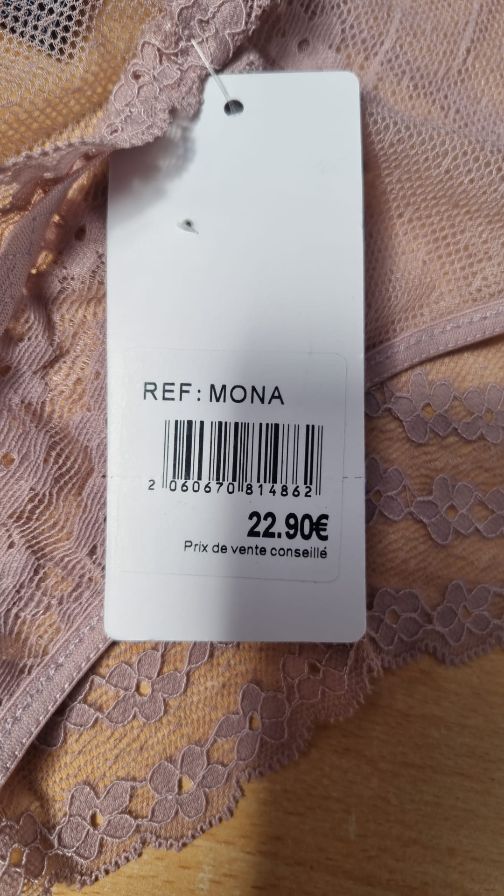 REF: MONA
2 060670 814862
22.90€
Prix de vente conseillé